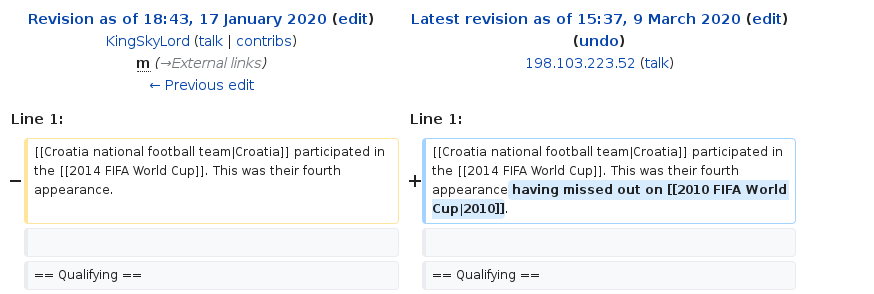 Revision as of 18:43, 17 January 2020 (edit)
KingSkyLord (talk | contribs)
m (→External links)
← Previous edit
Latest revision as of 15:37, 9 March 2020 (edit)
(undo)
198.103.223.52 (talk)
Line 1:
Line 1:
− [[Croatia national football team|Croatia]] participated in
the [[2014 FIFA World Cup]]. This was their fourth
appearance.
+ [[Croatia national football team|Croatia]] participated in
the [[2014 FIFA World Cup]]. This was their fourth
appearance having missed out on [[2010 FIFA World
Cup|2010]].
== Qualifying ==
== Qualifying ==